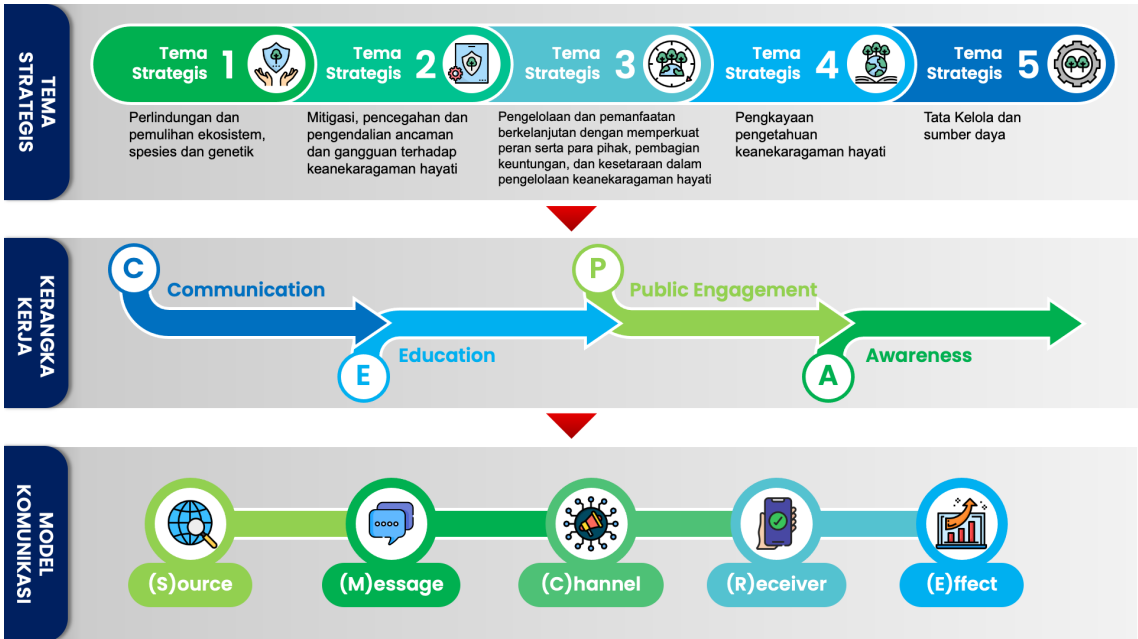 TEMA
STRATEGIS
Tema
Strategis 1
Tema
Strategis 2
Tema
Strategis 3
Tema
Strategis 4
Tema
Strategis 5
Perlindungan dan
pemulihan ekosistem,
spesies dan genetik
Mitigasi, pencegahan dan
pengendalian ancaman
dan gangguan terhadap
keanekaragaman hayati
Pengelolaan dan pemanfaatan
berkelanjutan dengan memperkuat
peran serta para pihak, pembagian
keuntungan, dan kesetaraan dalam
pengelolaan keanekaragaman hayati
Pengkayaan
pengetahuan
keanekaragaman hayati
Tata Kelola dan
sumber daya
KERANGKA
KERJA
C
Communication
E
Education
P
Public Engagement
A
Awareness
MODEL
KOMUNIKASI
(S)ource
(M)essage
(C)hannel
(R)eceiver
(E)ffect